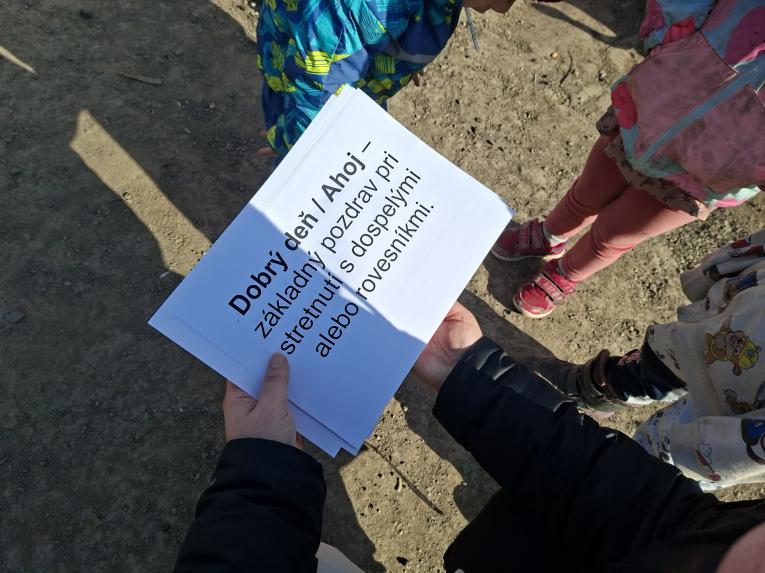 Dobrý deň / Ahoj –
základný pozdrav pri
stretnutí s dospelými
alebo rovesníkmi.